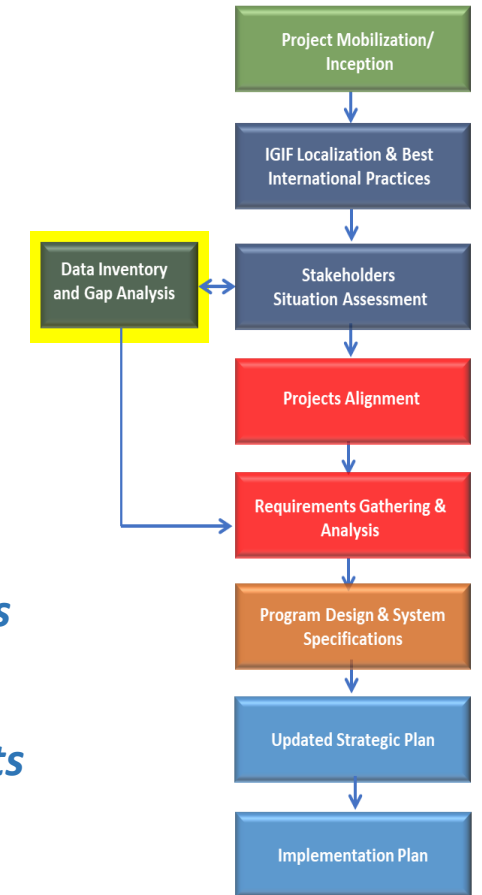 Project Mobilization/
Inception
IGIF Localization & Best
International Practices
Data Inventory
and Gap Analysis
Stakeholders
Situation Assessment
Projects Alignment
Requirements Gathering &
Analysis
Program Design & System
Specifications
s
Updated Strategic Plan
ts
Implementation Plan